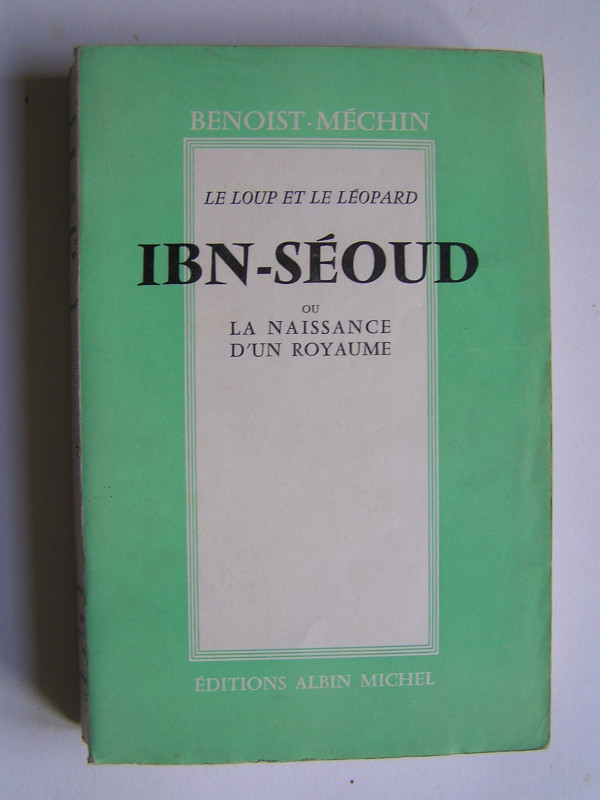 BENOIST-MÉCHIN
LE LOUP ET LE LÉOPARD
IBN-SÉOUD
OU
LA NAISSANCE
D'UN ROYAUME
ÉDITIONS ALBIN MICHEL